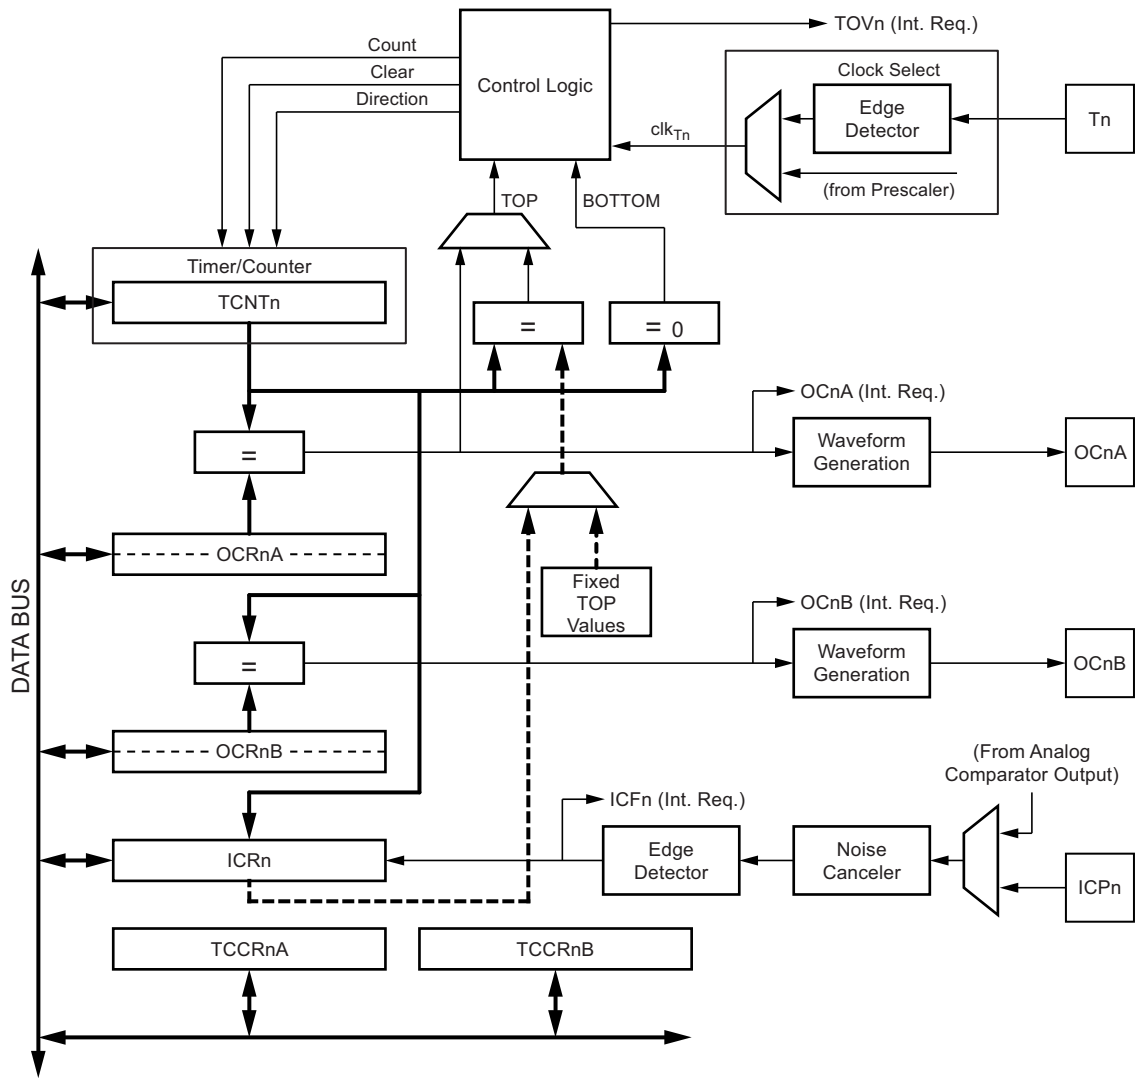 TOVn (Int. Req.)
Count
Clear
Direction
Control Logic
Clock Select
Edge
Detector
Tn
clkTn
(from Prescaler)
TOP
BOTTOM
Timer/Counter
TCNTn
=
= 0
OCnA (Int. Req.)
=
Waveform
Generation
OCnA
OCRnA
Fixed
TOP
Values
DATA BUS
OCnB (Int. Req.)
=
Waveform
Generation
OCnB
OCRnB
(From Analog
Comparator Output)
ICFn (Int. Req.)
ICRn
Edge
Detector
Noise
Canceler
ICPn
TCCRnA
TCCRnB